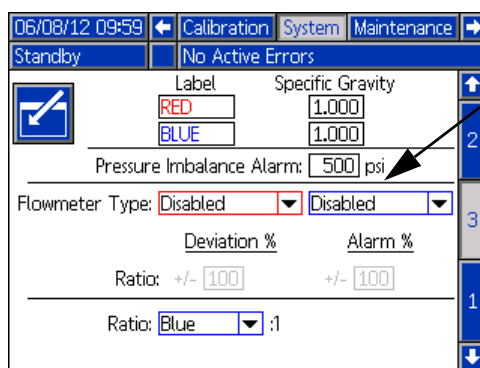 06/08/12 09:59 Calibration System Maintenance
Standby No Active Errors
Label Specific Gravity
RED 1.000
BLUE 1.000
2
Pressure Imbalance Alarm: 500 psi
Flowmeter Type: Disabled Disabled
3
Deviation % Alarm %
Ratio: +/- 100 +/- 100
1
Ratio: Blue :1